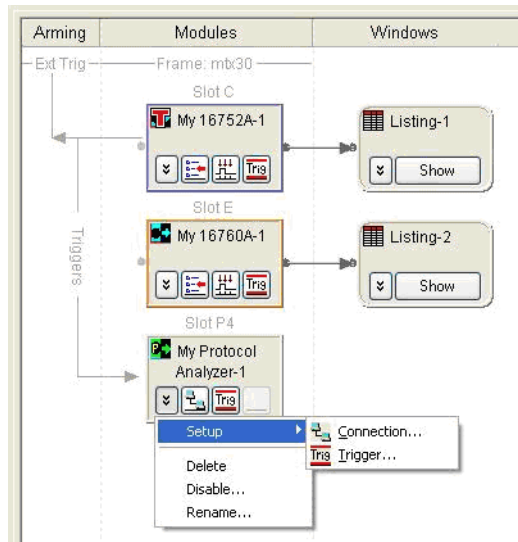 Arming Modules Windows
Ext Trig Frame: mtx30
Slot C
My 16752A-1 Listing-1
Trig Show
Slot E
My 16760A-1 Listing-2
Trig Show
Triggers
Slot P4
My Protocol
Analyzer-1
Trig
Setup Connection...
Trig Trigger...
Delete
Disable...
Rename...